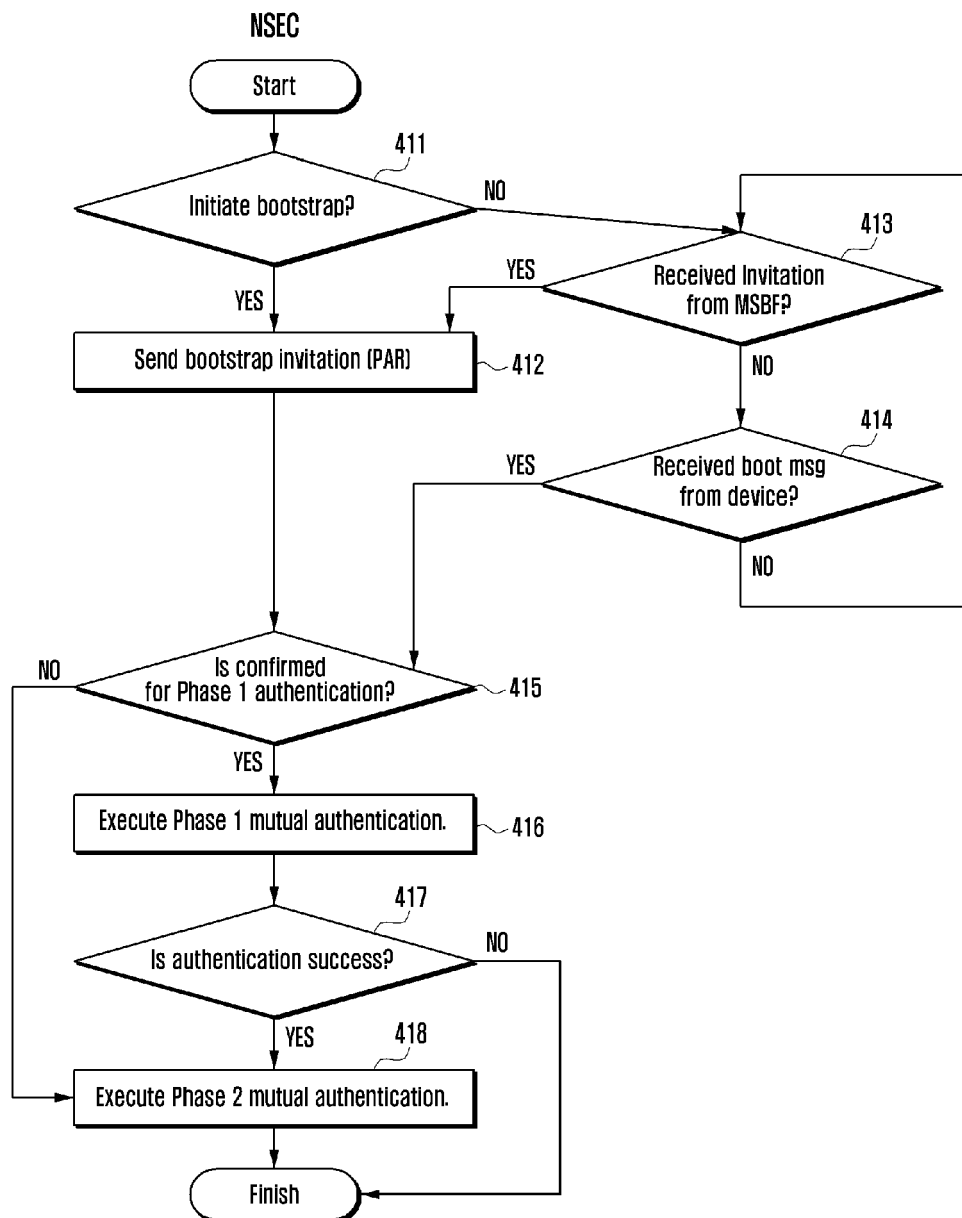 NSEC
Start
411
Initiate bootstrap?
NO
413
YES
Received Invitation
from MSBF?
YES
Send bootstrap invitation (PAR)
412
NO
414
YES
Received boot msg
from device?
NO
NO
Is confirmed
for Phase 1 authentication?
415
YES
Execute Phase 1 mutual authentication.
416
417
NO
Is authentication success?
YES
418
Execute Phase 2 mutual authentication.
Finish